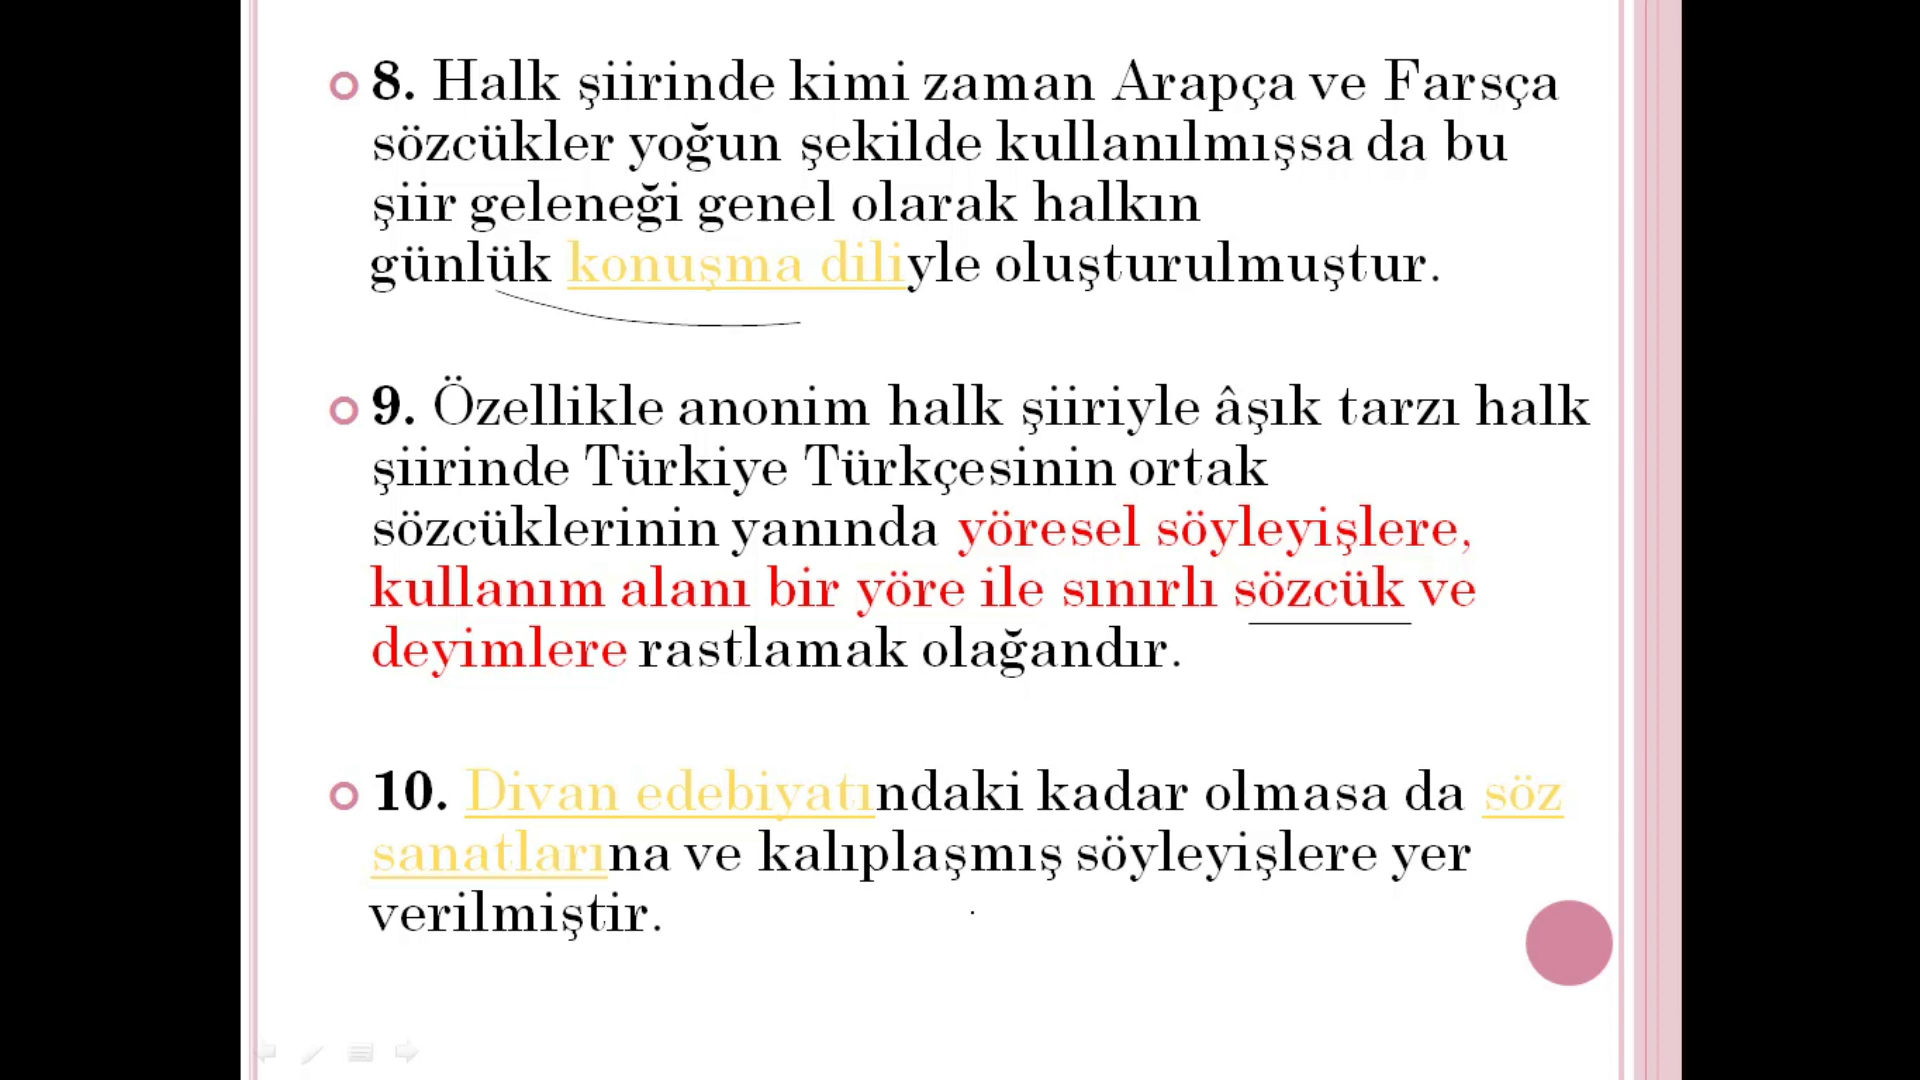 8. Halk şiirinde kimi zaman Arapça ve Farsça
sözcükler yoğun şekilde kullanılmışsa da bu
şiir geleneği genel olarak halkın
günlük konuşma diliyle oluşturulmuştur.
9. Özellikle anonim halk şiiriyle âşık tarzı halk
şiirinde Türkiye Türkçesinin ortak
sözcüklerinin yanında yöresel söyleyişlere,
kullanım alanı bir yöre ile sınırlı sözcük ve
deyimlere rastlamak olağandır.
10. Divan edebiyatındaki kadar olmasa da söz
sanatlarına ve kalıplaşmış söyleyişlere yer
verilmiştir.